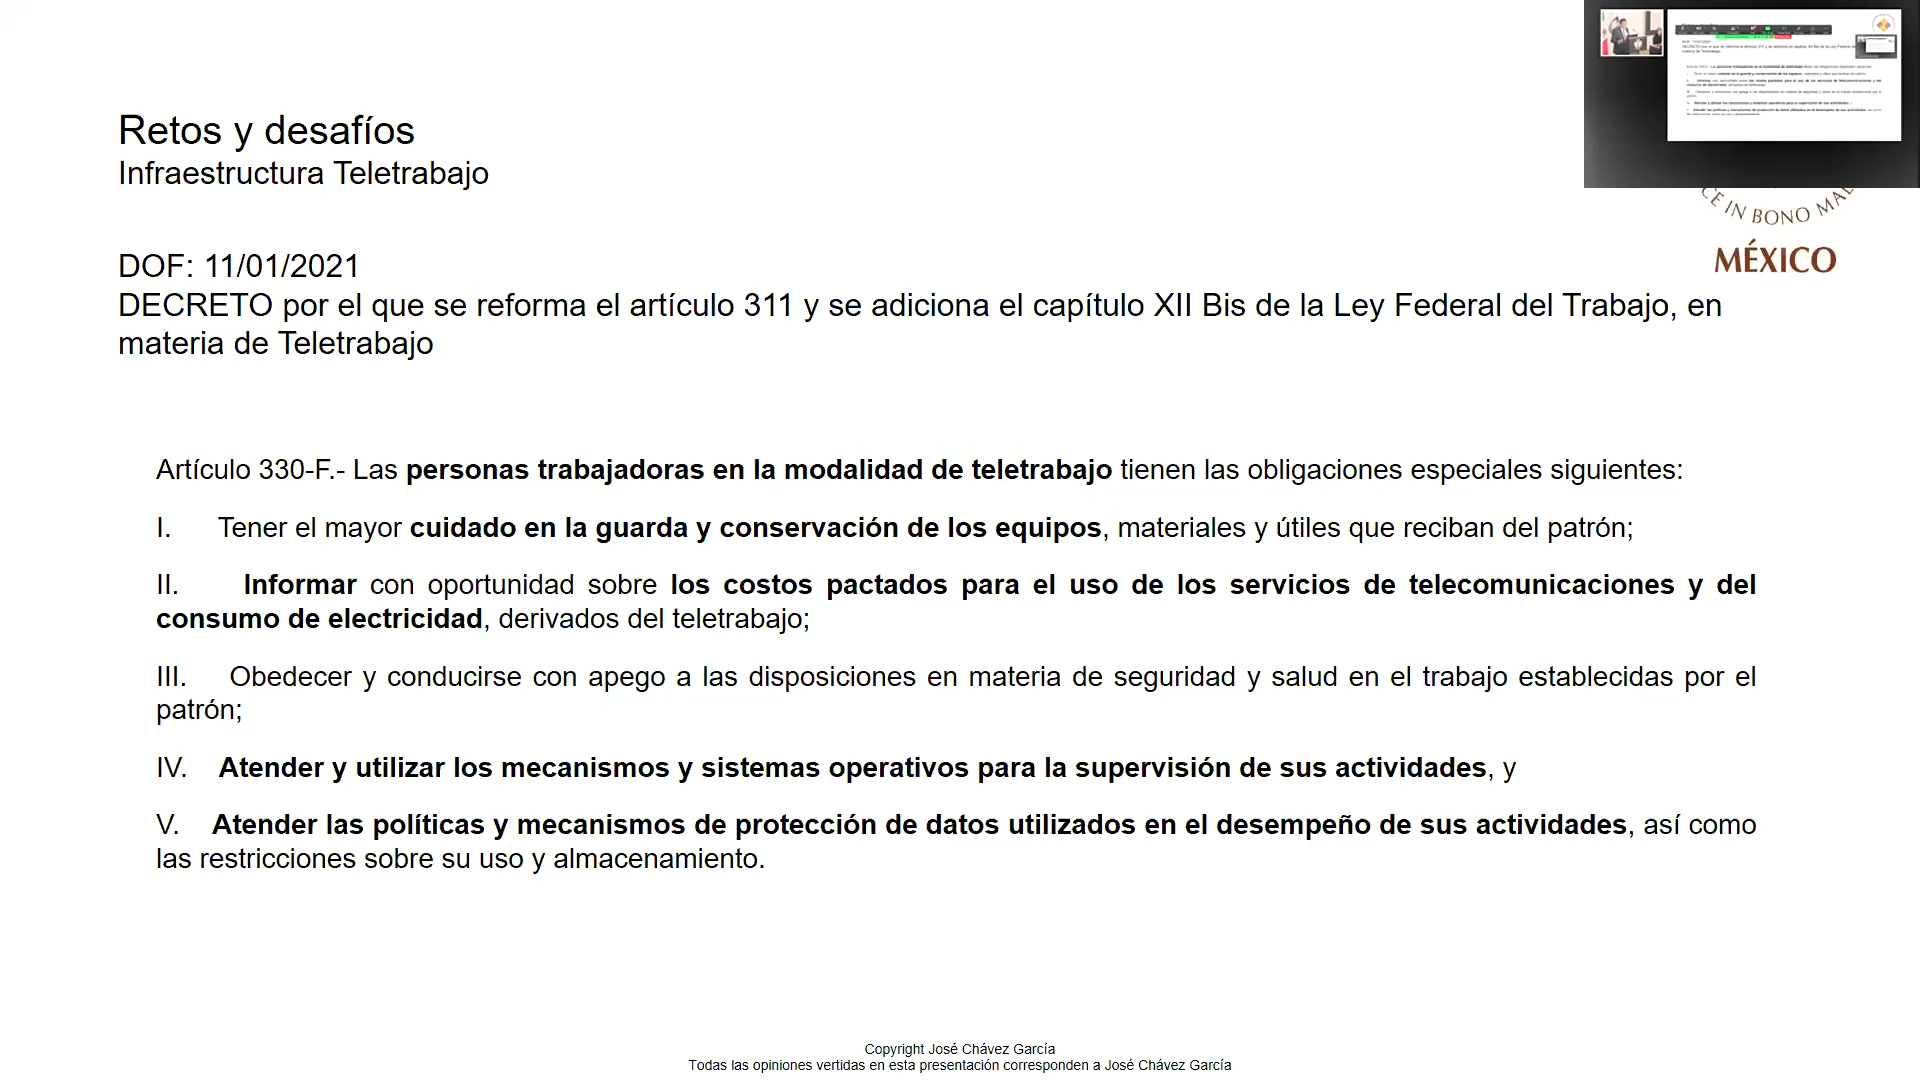 Retos y desafíos
Infraestructura Teletrabajo
CE IN BONO MAL
MÉXICO
DOF: 11/01/2021
DECRETO por el que se reforma el artículo 311 y se adiciona el capítulo XII Bis de la Ley Federal del Trabajo, en
materia de Teletrabajo
Artículo 330-F.- Las personas trabajadoras en la modalidad de teletrabajo tienen las obligaciones especiales siguientes:
I. Tener el mayor cuidado en la guarda y conservación de los equipos, materiales y útiles que reciban del patrón;
II. Informar con oportunidad sobre los costos pactados para el uso de los servicios de telecomunicaciones y del
consumo de electricidad, derivados del teletrabajo;
III. Obedecer y conducirse con apego a las disposiciones en materia de seguridad y salud en el trabajo establecidas por el
patrón;
IV. Atender y utilizar los mecanismos y sistemas operativos para la supervisión de sus actividades, y
V. Atender las políticas y mecanismos de protección de datos utilizados en el desempeño de sus actividades, así como
las restricciones sobre su uso y almacenamiento.
Copyright José Chávez García
Todas las opiniones vertidas en esta presentación corresponden a José Chávez García